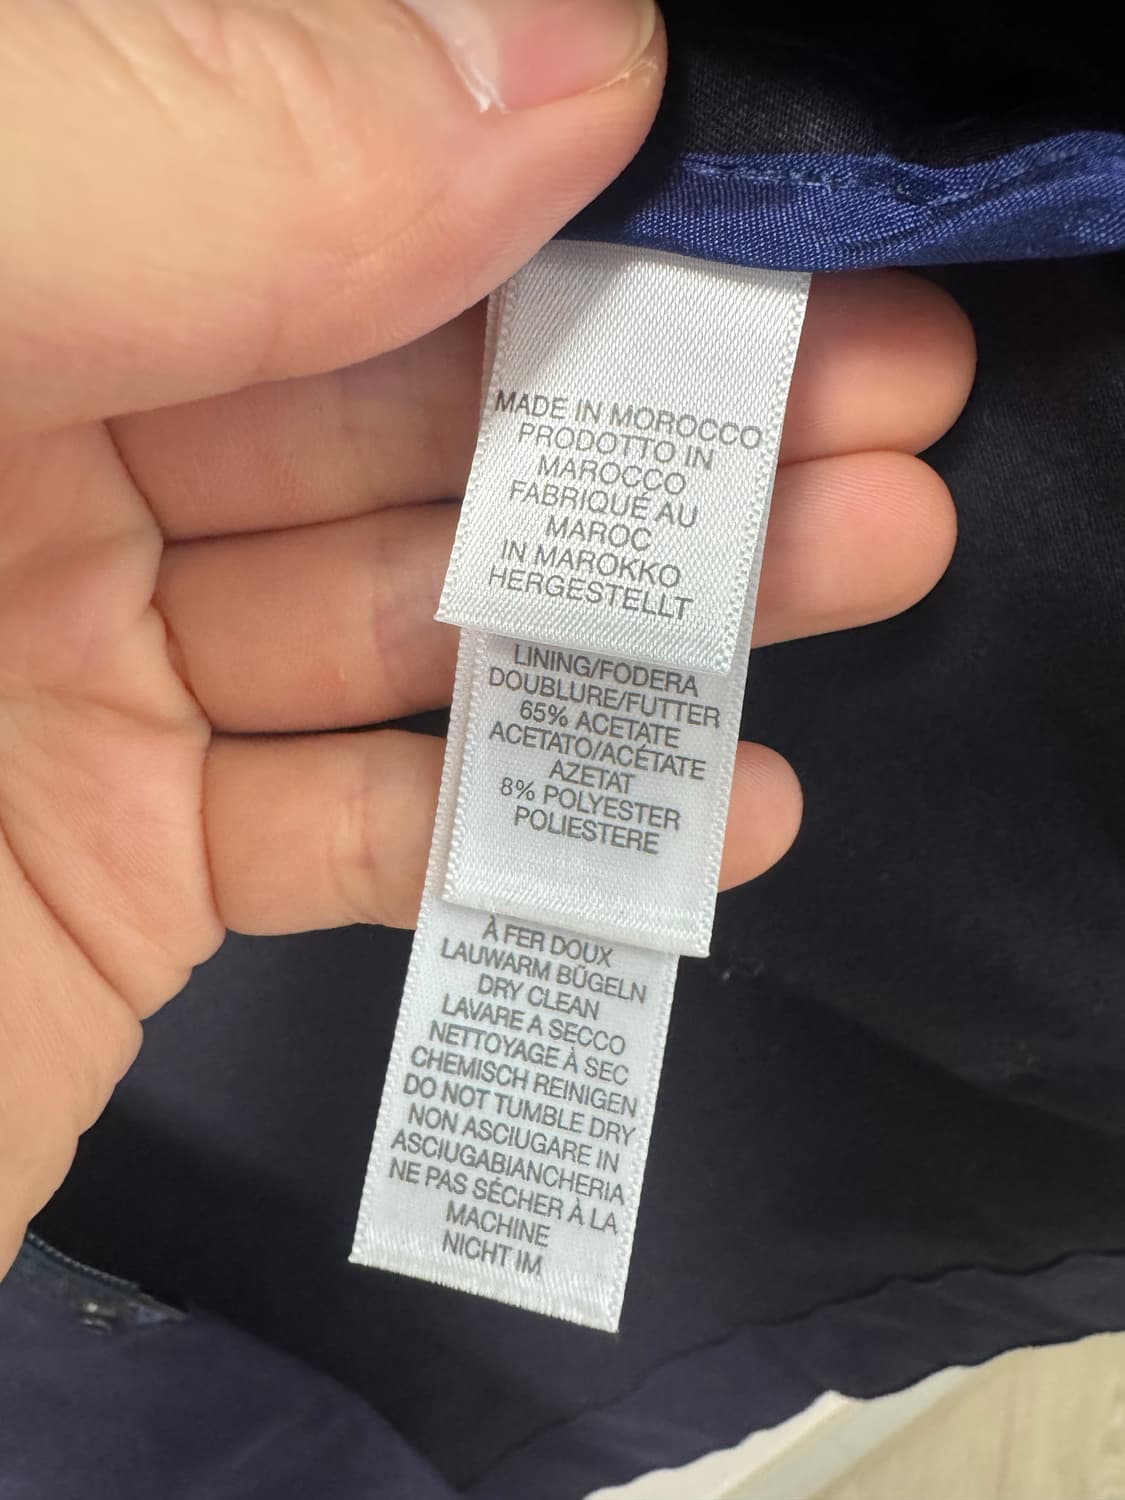 MADE IN MOROCCO
PRODOTTO IN
MAROCCO
FABRIQUÉ AU
MAROC
IN MAROKKO
HERGESTELLT
LINING/FODERA
DOUBLURE/FUTTER
65% ACETATE
ACETATO/ACÉTATE
AZETAT
8% POLYESTER
POLIESTERE
À FER DOUX
LAUWARM BÜGELN
DRY CLEAN
LAVARE A SECCO
NETTOYAGE À SEC
CHEMISCH REINIGEN
DO NOT TUMBLE DRY
NON ASCIUGARE IN
ASCIUGABIANCHERIA
NE PAS SÉCHER À LA
MACHINE
NICHT IM